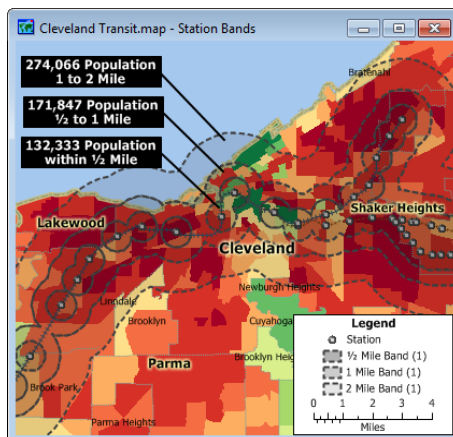 Cleveland Transit.map - Station Bands
274,066 Population
1 to 2 Mile
171,847 Population
½ to 1 Mile
132,333 Population
within ½ Mile
Bratenahl
Lakewood
Shaker Heights
Cleveland
Newburgh Heights
Linndale
Brooklyn
Cuyahoga
Brooklyn Heig
Parma
Brook Park
Parma Heights
Legend
Station
½ Mile Band (1)
1 Mile Band (1)
2 Mile Band (1)
0 1 2 3 4
Miles